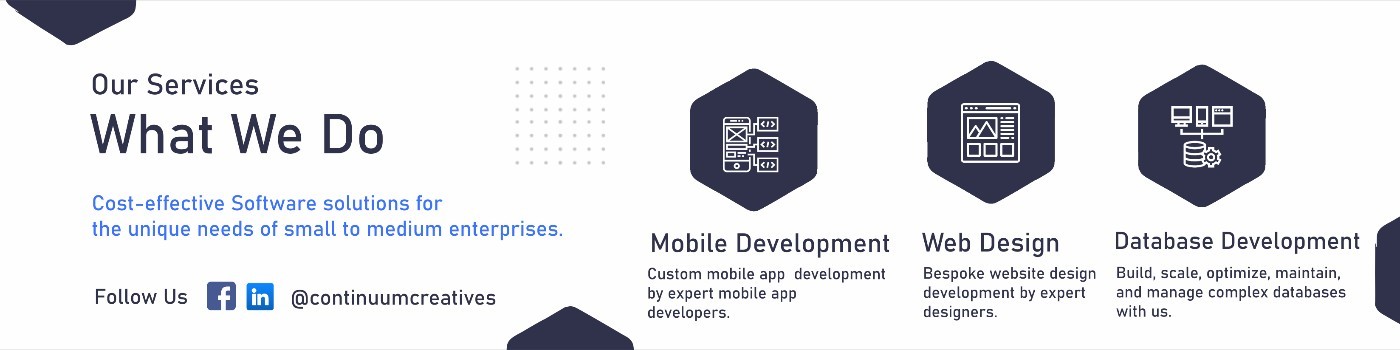 Our Services
What We Do
Cost-effective Software solutions for
the unique needs of small to medium enterprises.
Follow Us @continuumcreatives
Mobile Development
Custom mobile app development
by expert mobile app
developers.
Web Design
Bespoke website design
development by expert
designers.
Database Development
Build, scale, optimize, maintain,
and manage complex databases
with us.